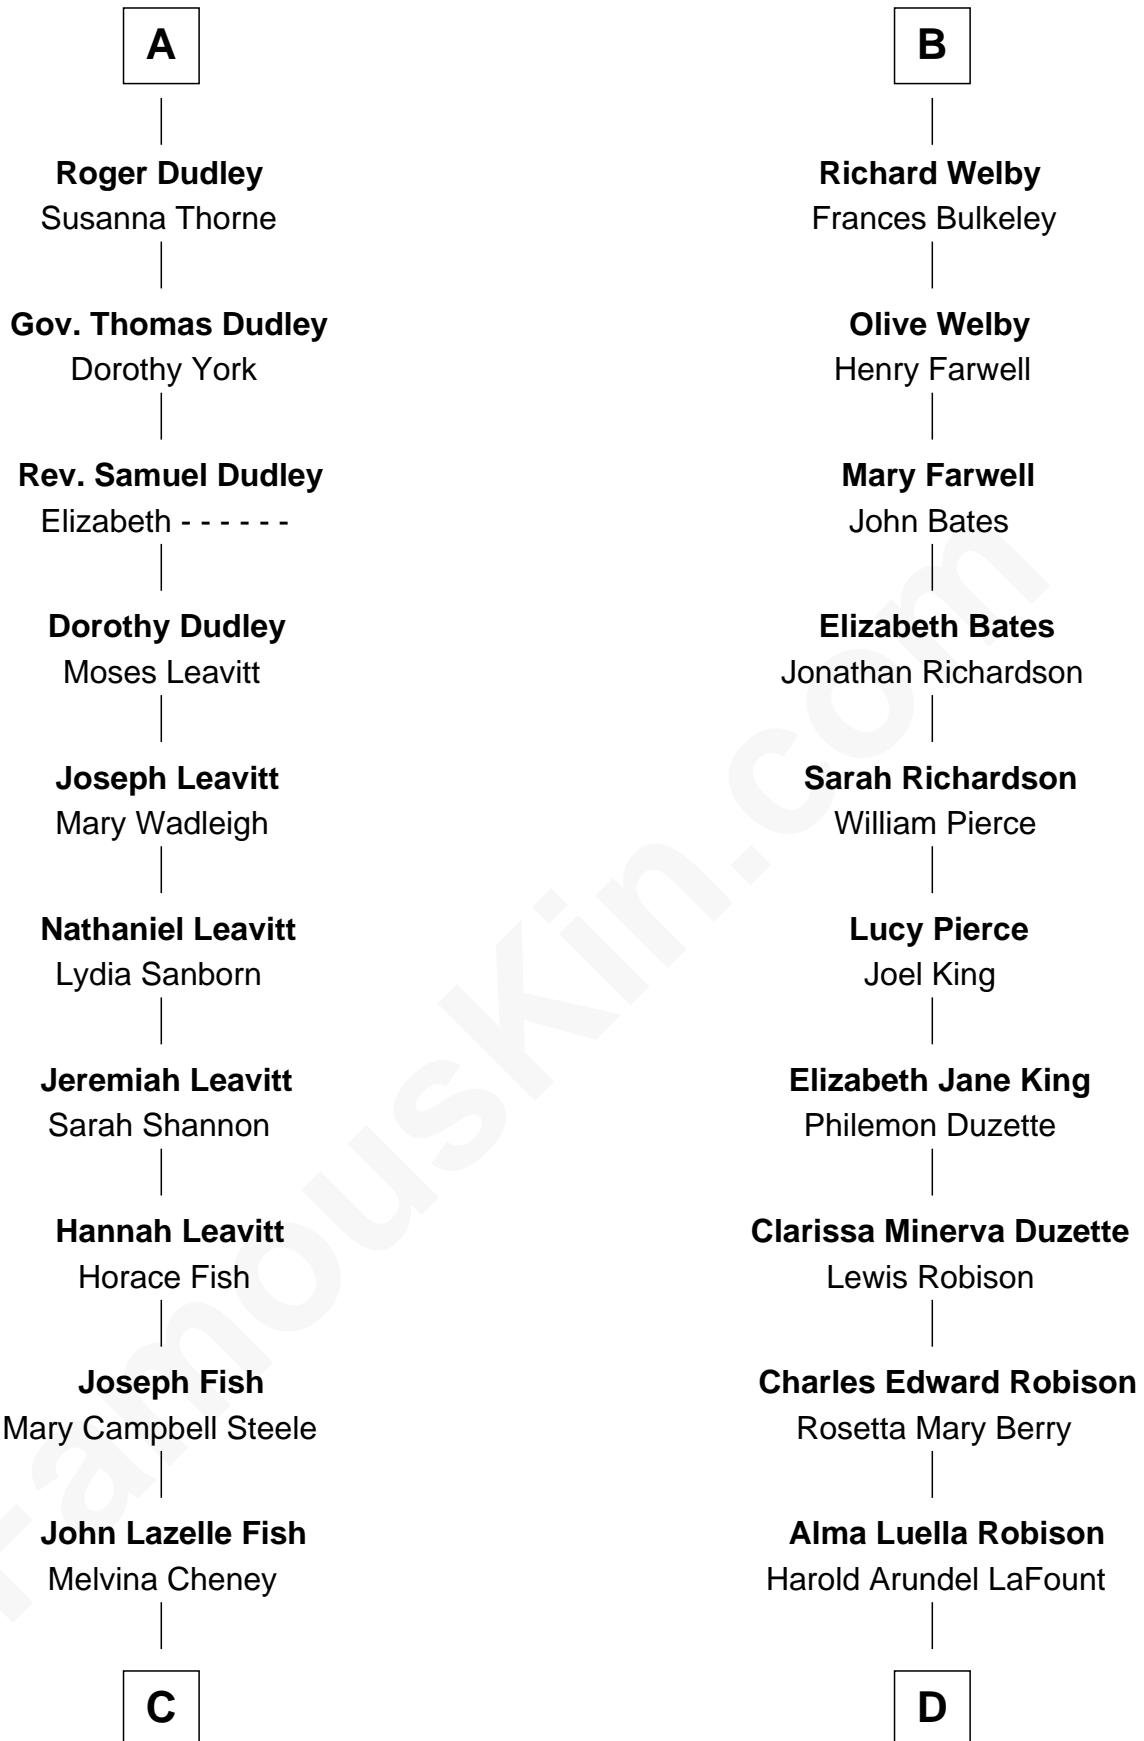 A
Roger Dudley
Susanna Thorne
Gov. Thomas Dudley
Dorothy York
Rev. Samuel Dudley
Elizabeth - - - - - -
Dorothy Dudley
Moses Leavitt
Joseph Leavitt
Mary Wadleigh
Nathaniel Leavitt
Lydia Sanborn
Jeremiah Leavitt
Sarah Shannon
Hannah Leavitt
Horace Fish
Joseph Fish
Mary Campbell Steele
John Lazelle Fish
Melvina Cheney
C
B
Richard Welby
Frances Bulkeley
Olive Welby
Henry Farwell
Mary Farwell
John Bates
Elizabeth Bates
Jonathan Richardson
Sarah Richardson
William Pierce
Lucy Pierce
Joel King
Elizabeth Jane King
Philemon Duzette
Clarissa Minerva Duzette
Lewis Robison
Charles Edward Robison
Rosetta Mary Berry
Alma Luella Robison
Harold Arundel LaFount
D
FamousKin.com